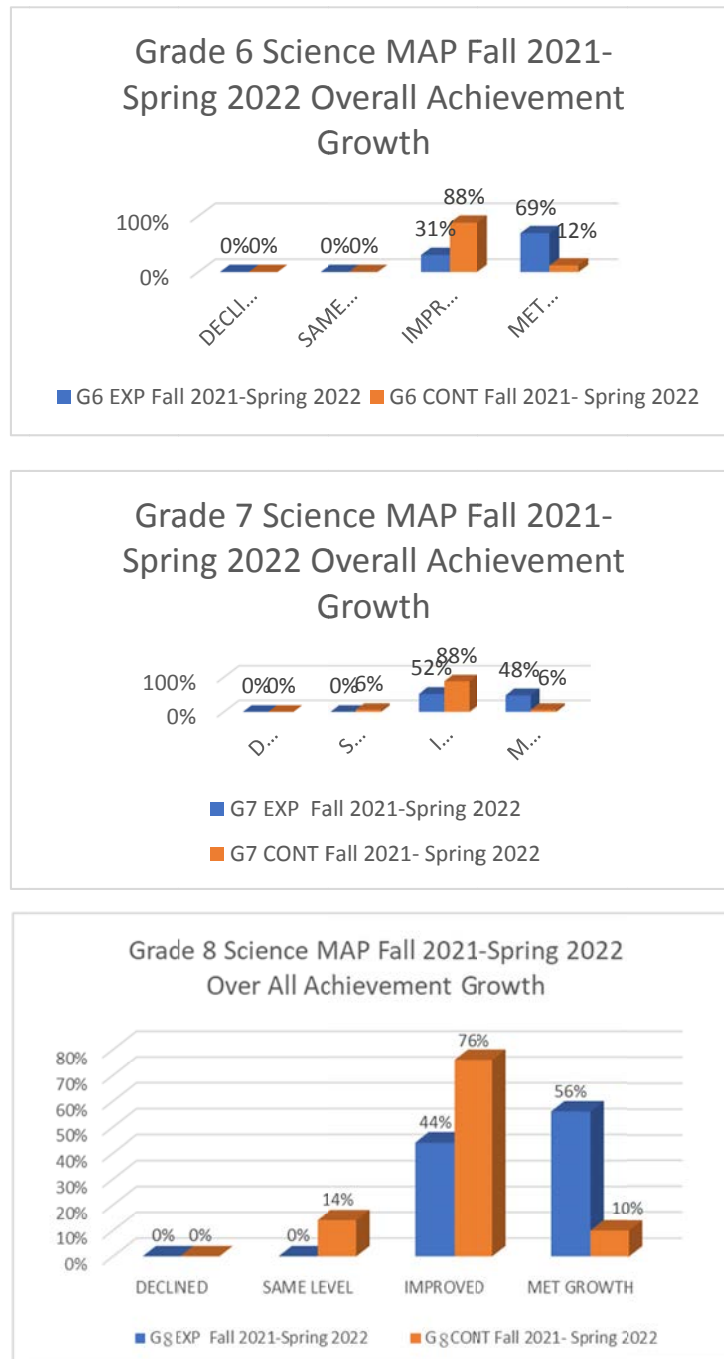 Grade 6 Science MAP Fall 2021-
Spring 2022 Overall Achievement
Growth
100%
0%
0% 0% 0% 0% 31% 88% 69% 12%
DECLI... SAME... IMPR... MET...
G6 EXP Fall 2021-Spring 2022 G6 CONT Fall 2021- Spring 2022
Grade 7 Science MAP Fall 2021-
Spring 2022 Overall Achievement
Growth
100%
0%
0% 0% 0% 6% 52% 88% 48% 6%
D... S... I... M...
G7 EXP Fall 2021-Spring 2022
G7 CONT Fall 2021- Spring 2022
Grade 8 Science MAP Fall 2021-Spring 2022
Over All Achievement Growth
80%
70%
60%
50%
40%
30%
20%
10%
0%
0% 0% 0% 14% 44% 76% 56% 10%
DECLINED SAME LEVEL IMPROVED MET GROWTH
G8 EXP Fall 2021-Spring 2022 G8 CONT Fall 2021- Spring 2022